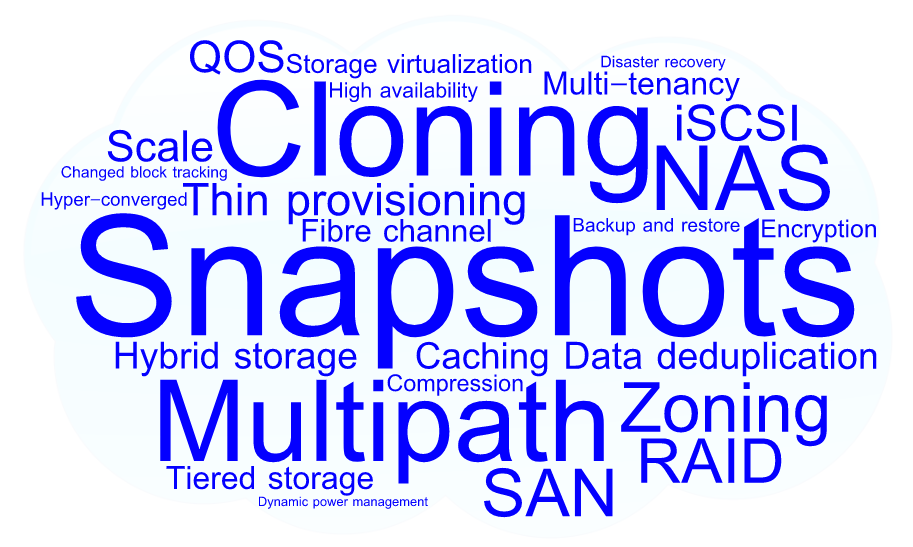 QOS
Storage virtualization
Disaster recovery
Multi-tenancy
High availability
Cloning
iSCSI
Scale
NAS
Changed block tracking
Hyper-converged
Thin provisioning
Fibre channel
Backup and restore
Encryption
Snapshots
Hybrid storage
Caching
Data deduplication
Compression
Multipath
Zoning
RAID
Tiered storage
SAN
Dynamic power management